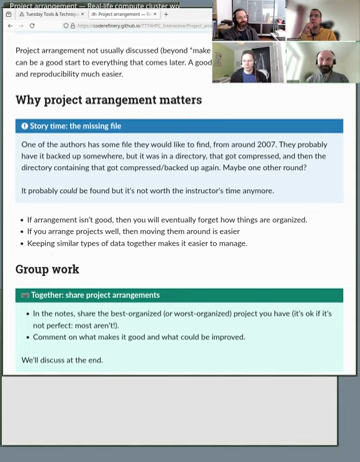 Project arrangement — Real-life compute cluster wo
Tuesday Tools & Techniq
Project arrangement — R
https://coderefinery.github.io/TTT4HPC_
Project arrangement not usually discussed (beyond "make
can be a good start to everything that comes later. A good
and reproducibility much easier.
Why project arrangement matters
Story time: the missing file
One of the authors has some file they would like to find, from around 2007. They probably
have it backed up somewhere, but it was in a directory, that got compressed, and then the
directory containing that got compressed/backed up again. Maybe one other round?
It probably could be found but it's not worth the instructor's time anymore.
• If arrangement isn't good, then you will eventually forget how things are organized.
• If you arrange projects well, then moving them around is easier
• Keeping similar types of data together makes it easier to manage.
Group work
Together: share project arrangements
• In the notes, share the best-organized (or worst-organized) project you have (it's ok if it's
not perfect: most aren't!).
• Comment on what makes it good and what could be improved.
We'll discuss at the end.